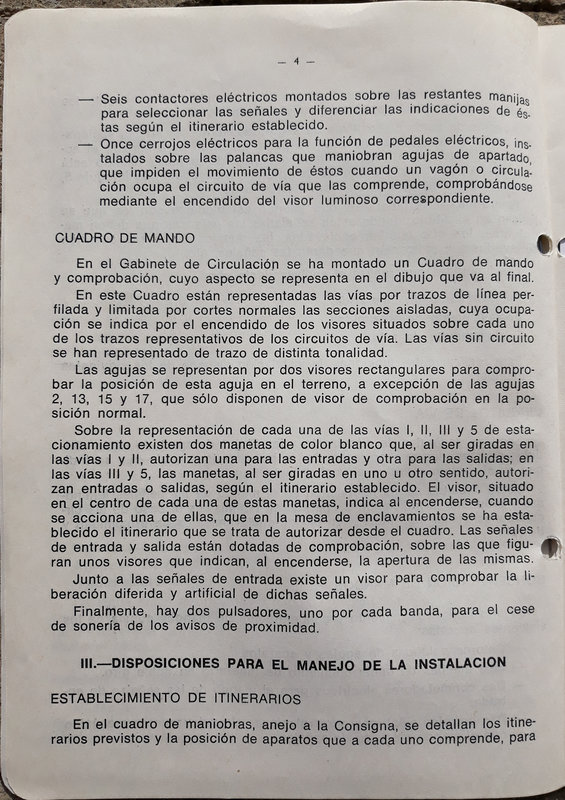 — 4 —
— Seis contactores eléctricos montados sobre las restantes manijas
para seleccionar las señales y diferenciar las indicaciones de és-
tas según el itinerario establecido.
— Once cerrojos eléctricos para la función de pedales eléctricos, ins-
talados sobre las palancas que maniobran agujas de apartado,
que impiden el movimiento de éstos cuando un vagón o circula-
ción ocupa el circuito de vía que las comprende, comprobándose
mediante el encendido del visor luminoso correspondiente.
CUADRO DE MANDO
En el Gabinete de Circulación se ha montado un Cuadro de mando
y comprobación, cuyo aspecto se representa en el dibujo que va al final.
En este Cuadro están representadas las vías por trazos de línea per-
filada y limitada por cortes normales las secciones aisladas, cuya ocupa-
ción se indica por el encendido de los visores situados sobre cada uno
de los trazos representativos de los circuitos de vía. Las vías sin circuito
se han representado de trazo de distinta tonalidad.
Las agujas se representan por dos visores rectangulares para compro-
bar la posición de esta aguja en el terreno, a excepción de las agujas
2, 13, 15 y 17, que sólo disponen de visor de comprobación en la po-
sición normal.
Sobre la representación de cada una de las vías I, II, III y 5 de esta-
cionamiento existen dos manetas de color blanco que, al ser giradas en
las vías I y II, autorizan una para las entradas y otra para las salidas; en
las vías III y 5, las manetas, al ser giradas en uno u otro sentido, autori-
zan entradas o salidas, según el itinerario establecido. El visor, situado
en el centro de cada una de estas manetas, indica al encenderse, cuando
se acciona una de ellas, que en la mesa de enclavamientos se ha esta-
blecido el itinerario que se trata de autorizar desde el cuadro. Las señales
de entrada y salida están dotadas de comprobación, sobre las que figu-
ran unos visores que indican, al encenderse, la apertura de las mismas.
Junto a las señales de entrada existe un visor para comprobar la li-
beración diferida y artificial de dichas señales.
Finalmente, hay dos pulsadores, uno por cada banda, para el cese
de sonería de los avisos de proximidad.
III.—DISPOSICIONES PARA EL MANEJO DE LA INSTALACION
ESTABLECIMIENTO DE ITINERARIOS
En el cuadro de maniobras, anejo a la Consigna, se detallan los itine-
rarios previstos y la posición de aparatos que a cada uno comprende, para